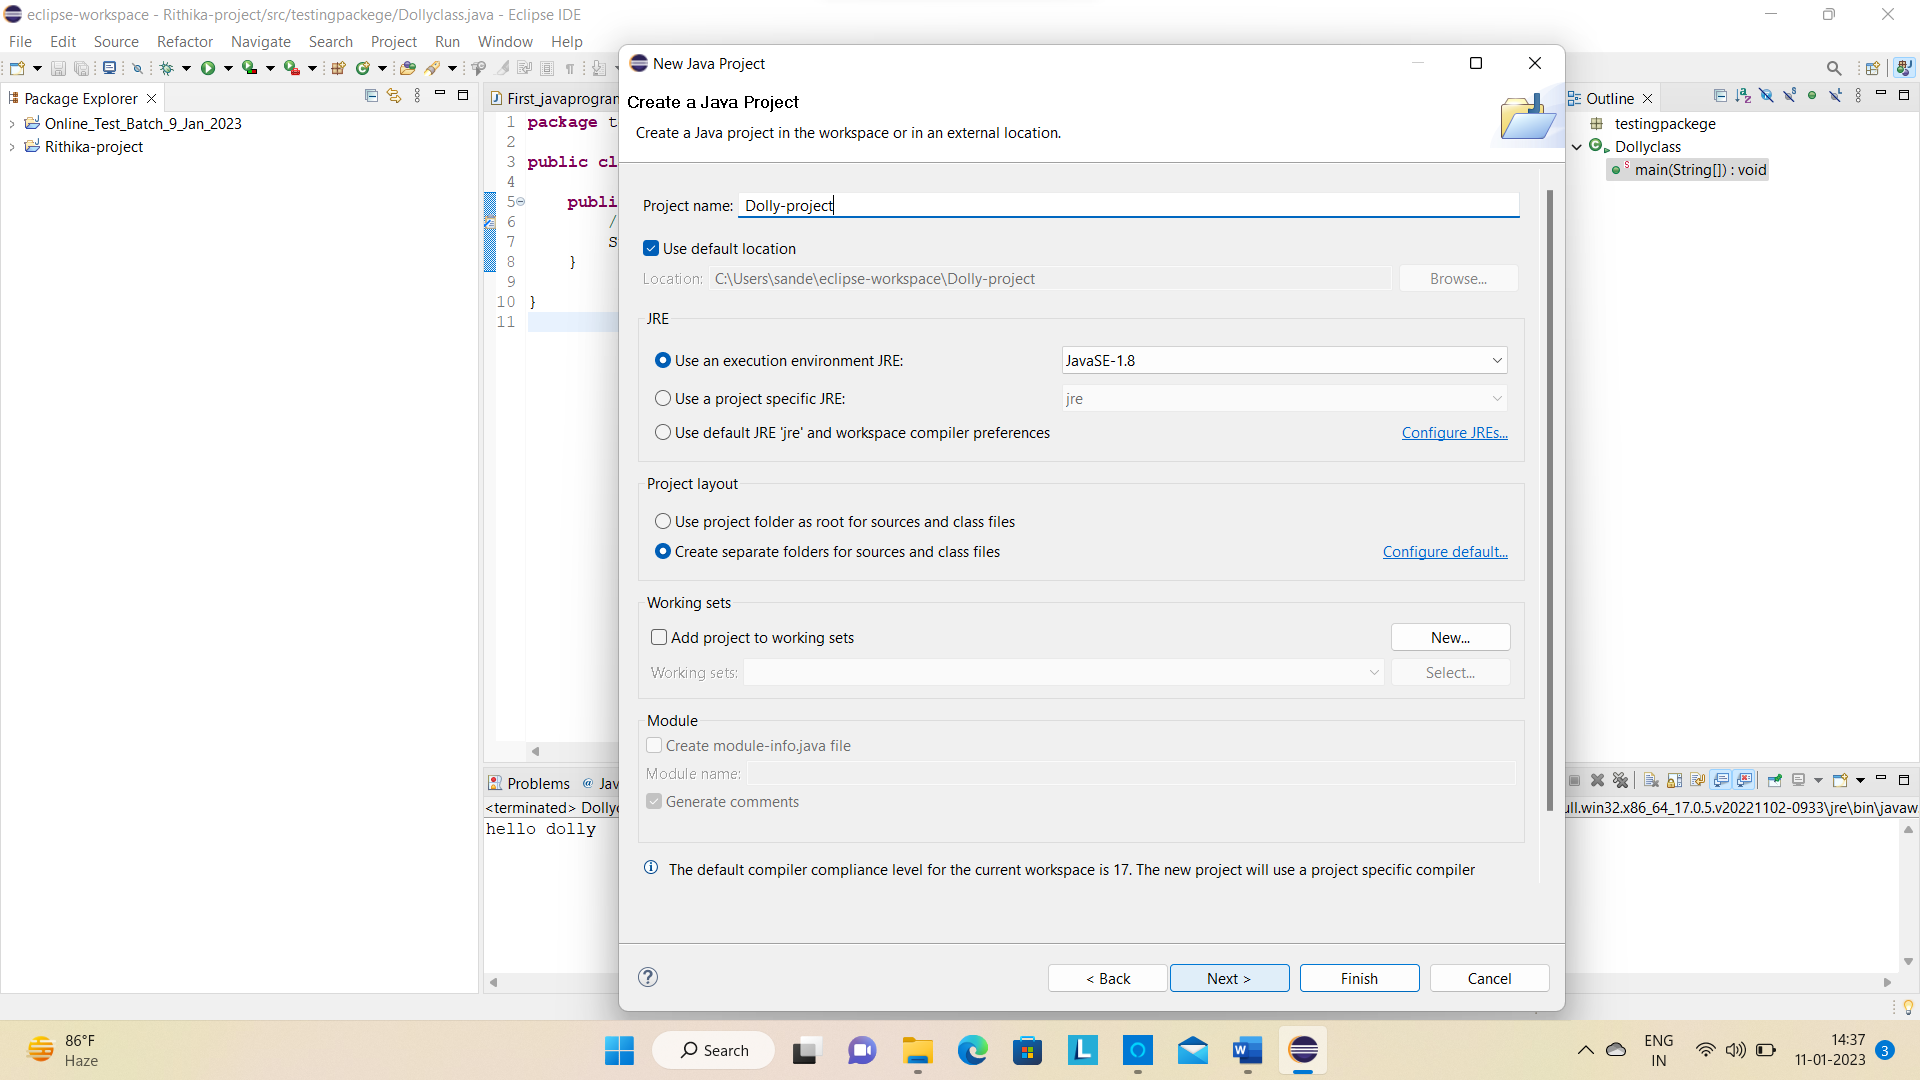 eclipse-workspace - Rithika-project/src/testingpackege/Dollyclass.java - Eclipse IDE
File Edit Source Refactor Navigate Search Project Run Window Help
Package Explorer
Online_Test_Batch_9_Jan_2023
Rithika-project
First_javaprogran
1 package t
2
3 public cl
4
5 publi
6 /
7 S
8 }
9
10 }
11
New Java Project
Create a Java Project
Create a Java project in the workspace or in an external location.
Project name: Dolly-project
Use default location
Location: C:\Users\sande\eclipse-workspace\Dolly-project Browse...
JRE
Use an execution environment JRE: JavaSE-1.8
Use a project specific JRE: jre
Use default JRE 'jre' and workspace compiler preferences Configure JREs...
Project layout
Use project folder as root for sources and class files
Create separate folders for sources and class files Configure default...
Working sets
Add project to working sets New...
Working sets: Select...
Module
Create module-info.java file
Module name:
Generate comments
The default compiler compliance level for the current workspace is 17. The new project will use a project specific compiler
< Back Next > Finish Cancel
Outline
testingpackege
Dollyclass
main(String[]) : void
Problems @ Jav
<terminated> Dollyc
ull.win32.x86_64_17.0.5.v20221102-0933\jre\bin\javaw
hello dolly
86°F
Haze
Search
ENG
IN
14:37
11-01-2023
3